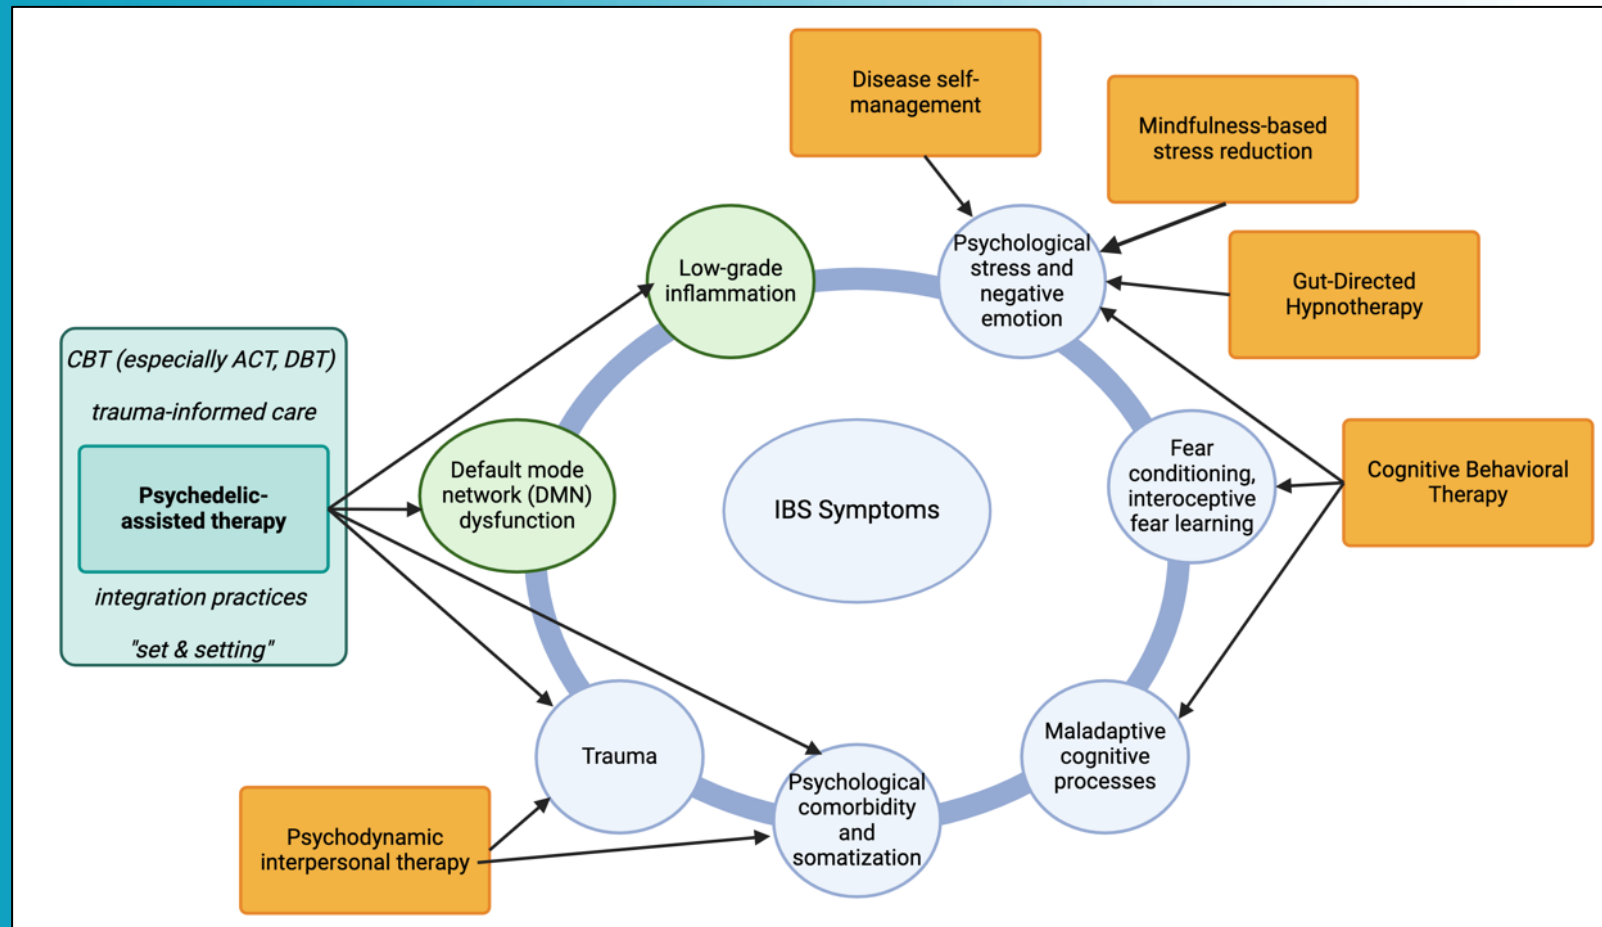 Disease self-
management
Mindfulness-based
stress reduction
Gut-Directed
Hypnotherapy
Low-grade
inflammation
Psychological
stress and
negative
emotion
CBT (especially ACT, DBT)
trauma-informed care
Psychedelic-
assisted therapy
integration practices
"set & setting"
Default mode
network (DMN)
dysfunction
IBS Symptoms
Fear
conditioning,
interoceptive
fear learning
Cognitive Behavioral
Therapy
Trauma
Psychological
comorbidity
and
somatization
Maladaptive
cognitive
processes
Psychodynamic
interpersonal therapy